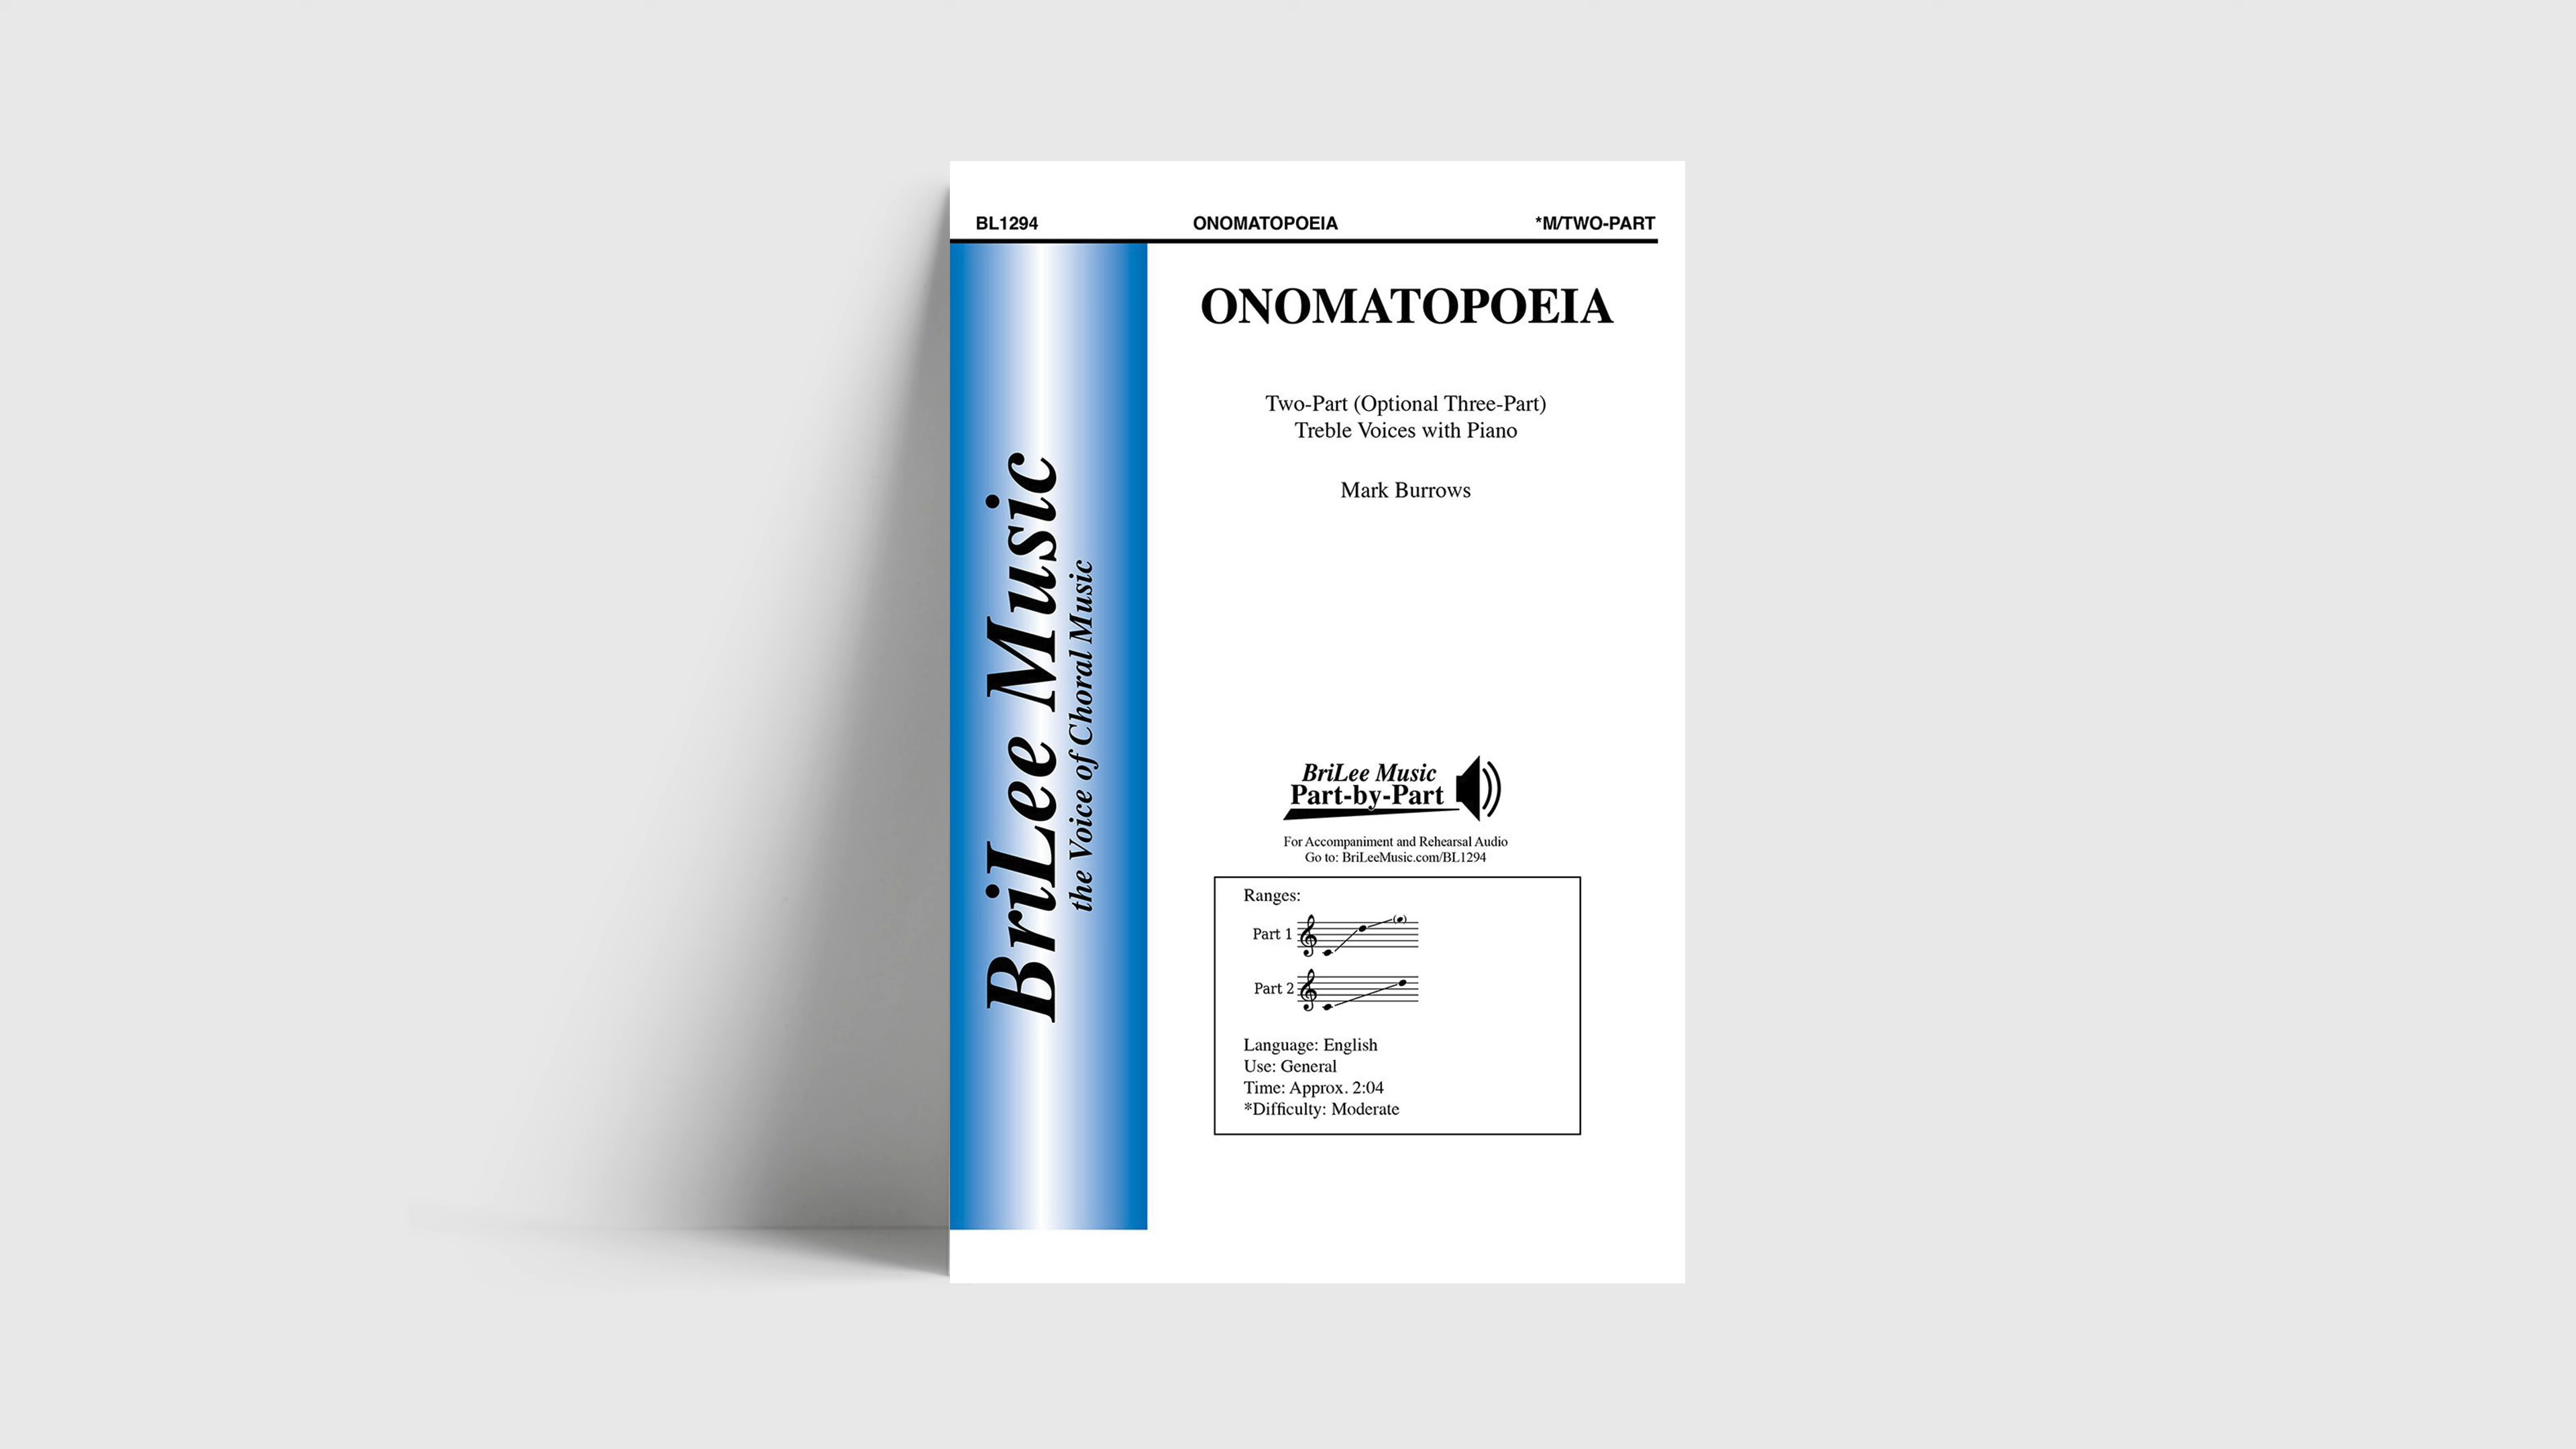 BL1294 ONOMATOPOEIA *M/TWO-PART
ONOMATOPOEIA
Two-Part (Optional Three-Part)
Treble Voices with Piano
Mark Burrows
BriLee Music
the Voice of Choral Music
BriLee Music
Part-by-Part
For Accompaniment and Rehearsal Audio
Go to: BriLeeMusic.com/BL1294
Ranges:
Part 1
Part 2
Language: English
Use: General
Time: Approx. 2:04
*Difficulty: Moderate